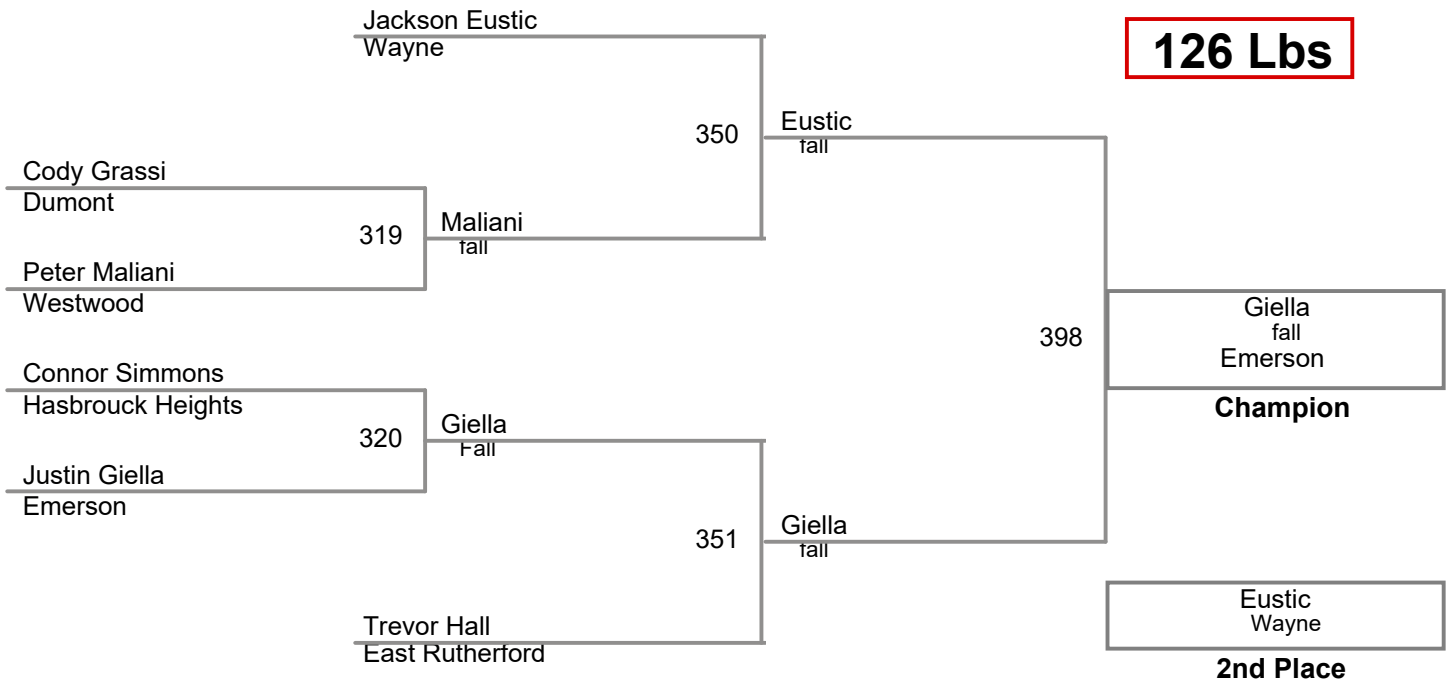 Jackson Eustic
Wayne
126 Lbs
350
Eustic
fall
Cody Grassi
Dumont
319
Maliani
fall
Peter Maliani
Westwood
398
Giella
fall
Emerson
Champion
Connor Simmons
Hasbrouck Heights
320
Giella
Fall
Justin Giella
Emerson
351
Giella
fall
Trevor Hall
East Rutherford
Eustic
Wayne
2nd Place